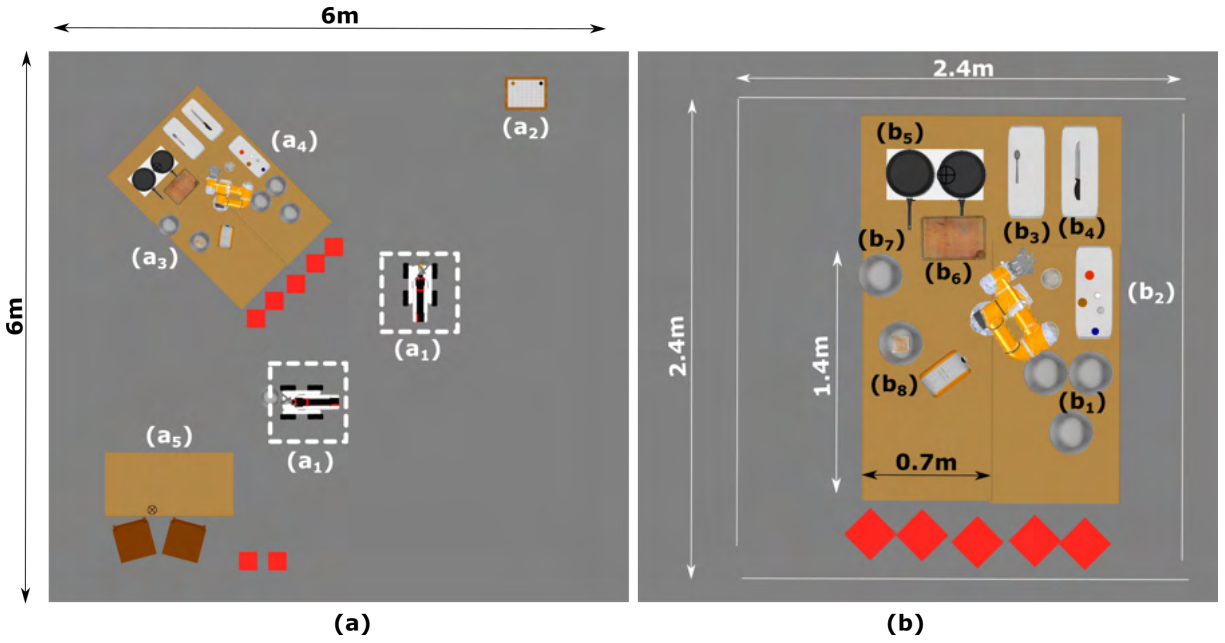 6m
6m
(a₂)
(a₄)
(a₃)
(a₁)
(a₁)
(a₅)
(a)
2.4m
2.4m
(b₅)
(b₃)
(b₄)
(b₇)
(b₆)
(b₂)
1.4m
(b₈)
(b₁)
0.7m
(b)